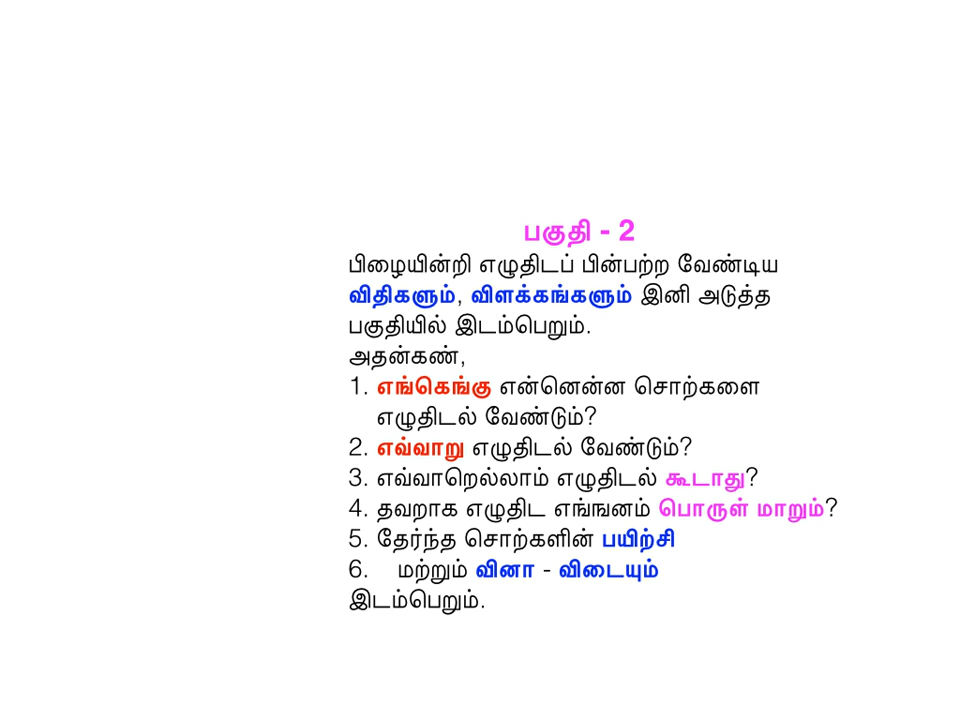 பகுதி - 2
பிழையின்றி எழுதிடப் பின்பற்ற வேண்டிய
விதிகளும், விளக்கங்களும் இனி அடுத்த
பகுதியில் இடம்பெறும்.
அதன்கண்,
1. எங்கெங்கு என்னென்ன சொற்களை
எழுதிடல் வேண்டும்?
2. எவ்வாறு எழுதிடல் வேண்டும்?
3. எவ்வாறெல்லாம் எழுதிடல் கூடாது?
4. தவறாக எழுதிட எங்ஙனம் பொருள் மாறும்?
5. தேர்ந்த சொற்களின் பயிற்சி
6. மற்றும் வினா - விடையும்
இடம்பெறும்.